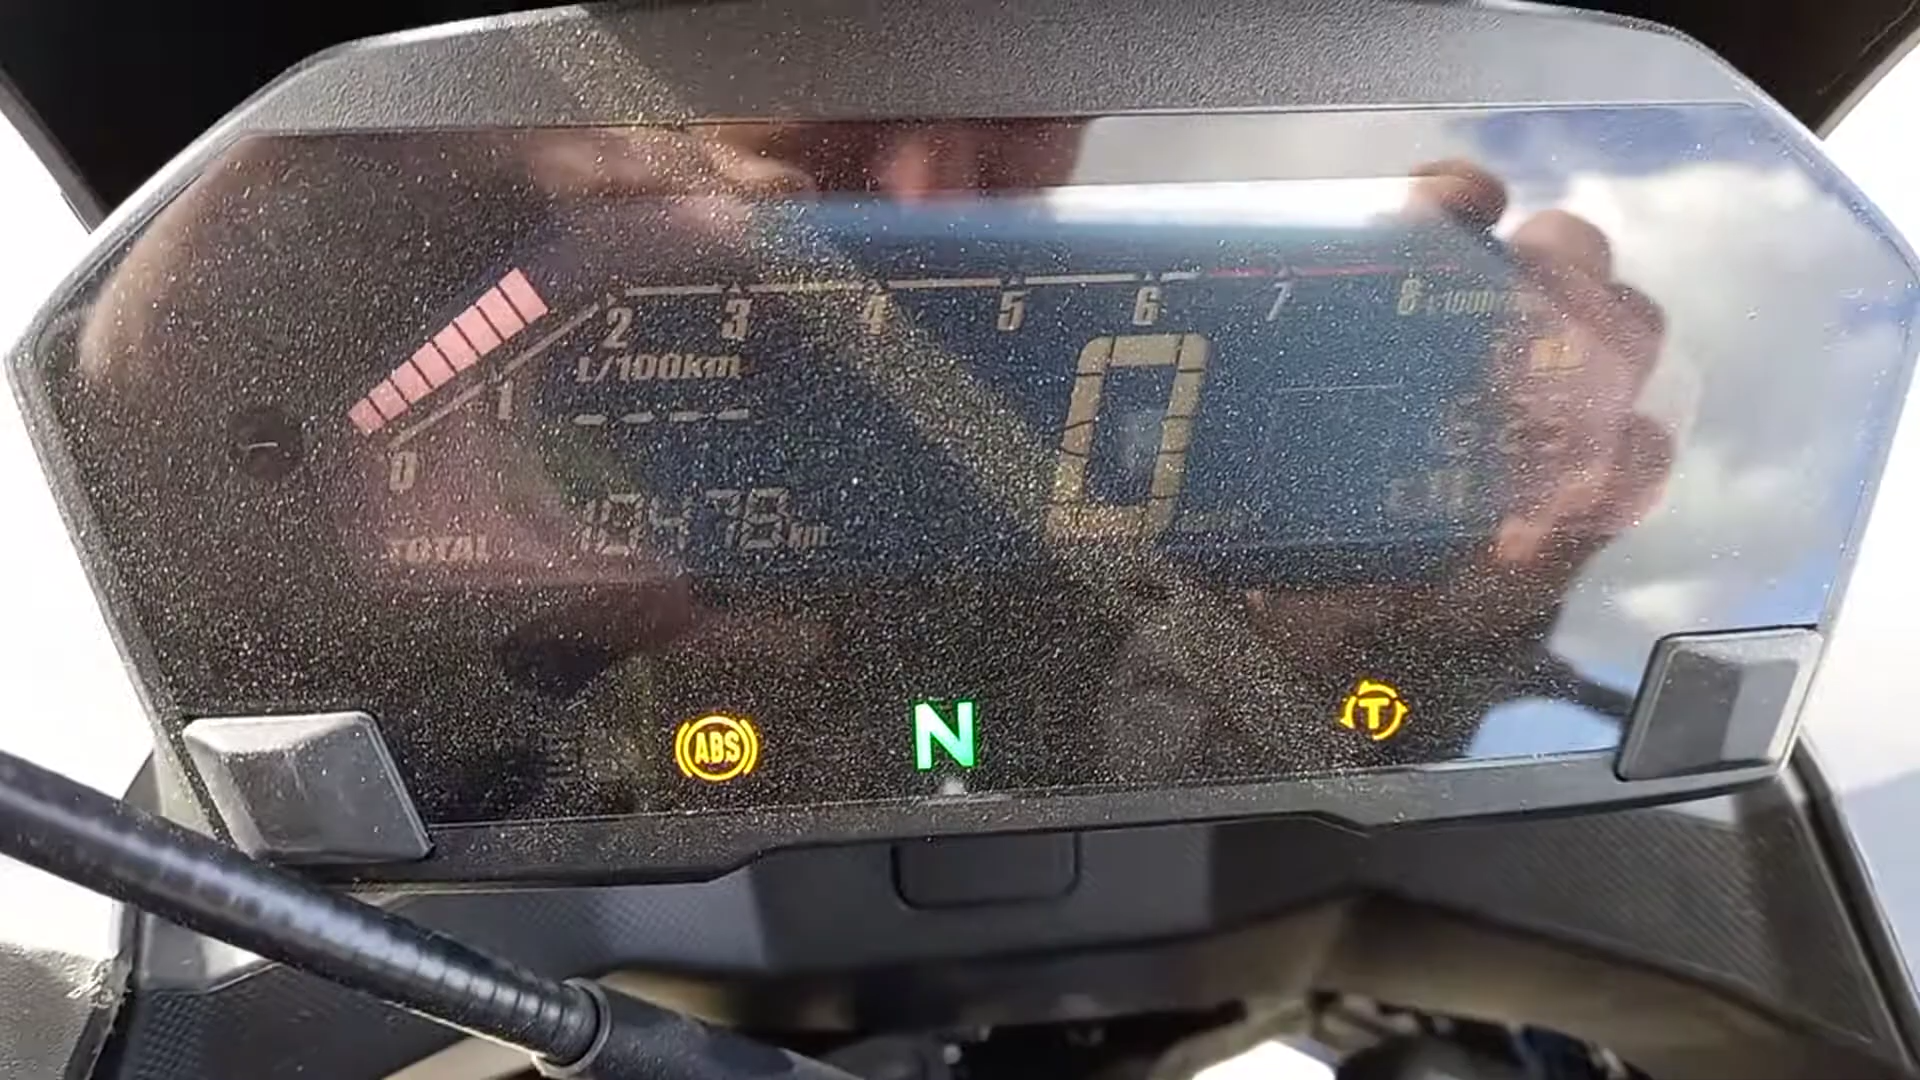 0 1 2 3 4 5 6 7 8
L/100km
- - - -
0
TOTAL 10478 km
ABS N T